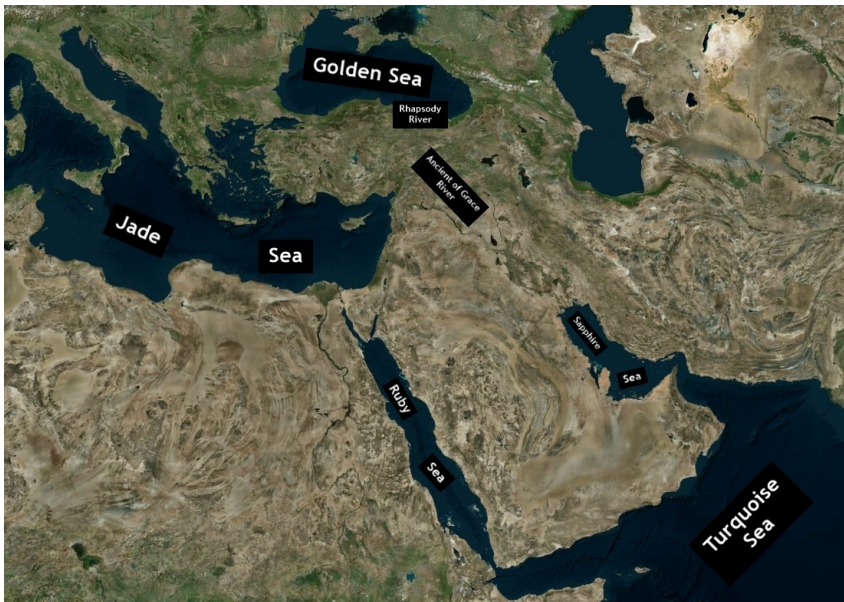 Golden Sea
Rhapsody
River
Ancient of Grace
River
Jade
Sea
Sapphire
Sea
Ruby
Sea
Turquoise
Sea